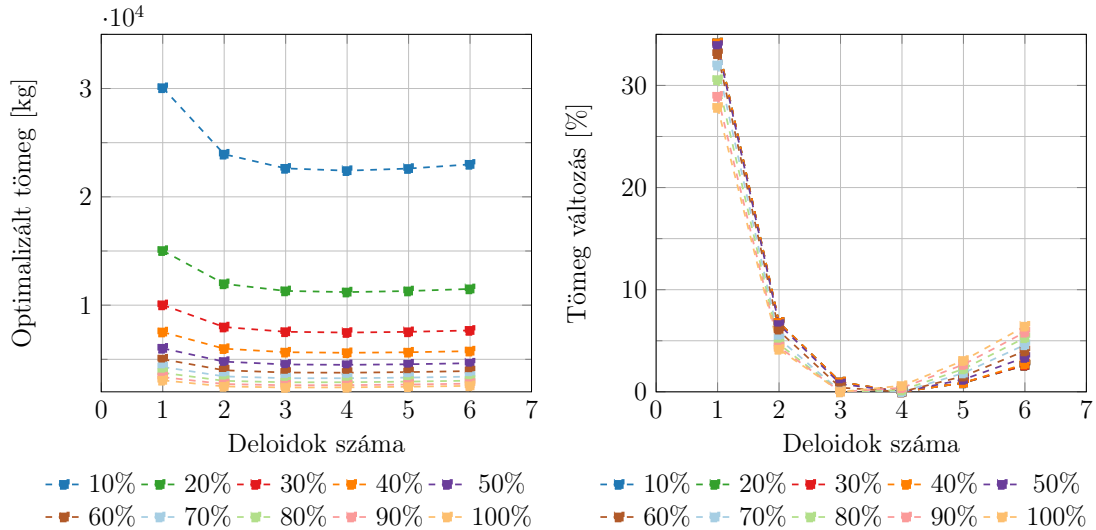 ·10⁴
3
2
1
Optimalizált tömeg [kg]
0 1 2 3 4 5 6 7
Deloidok száma
10% 20% 30% 40% 50%
60% 70% 80% 90% 100%
30
20
10
0
Tömeg változás [%]
0 1 2 3 4 5 6 7
Deloidok száma
10% 20% 30% 40% 50%
60% 70% 80% 90% 100%